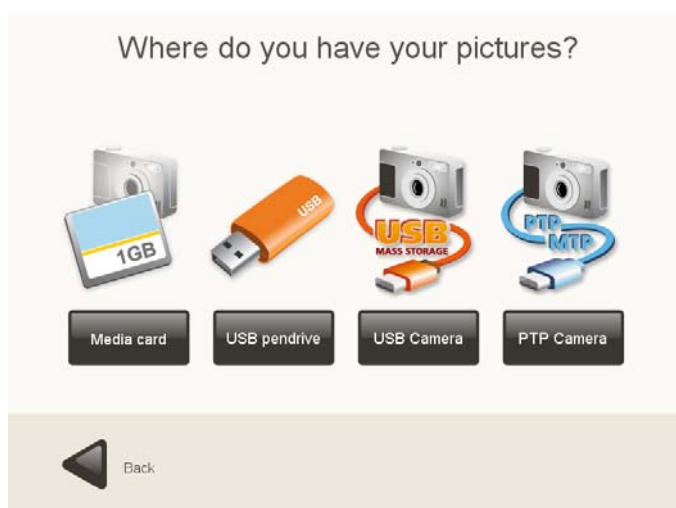 Where do you have your pictures?
1GB
USB
USB
MASS STORAGE
PTP
MTP
Media card
USB pendrive
USB Camera
PTP Camera
Back